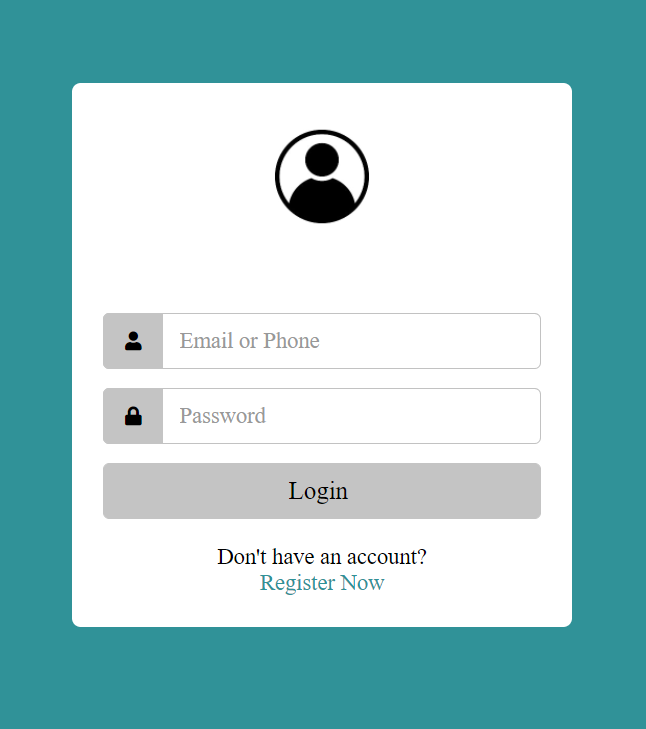 Email or Phone
Password
Login
Don't have an account?
Register Now